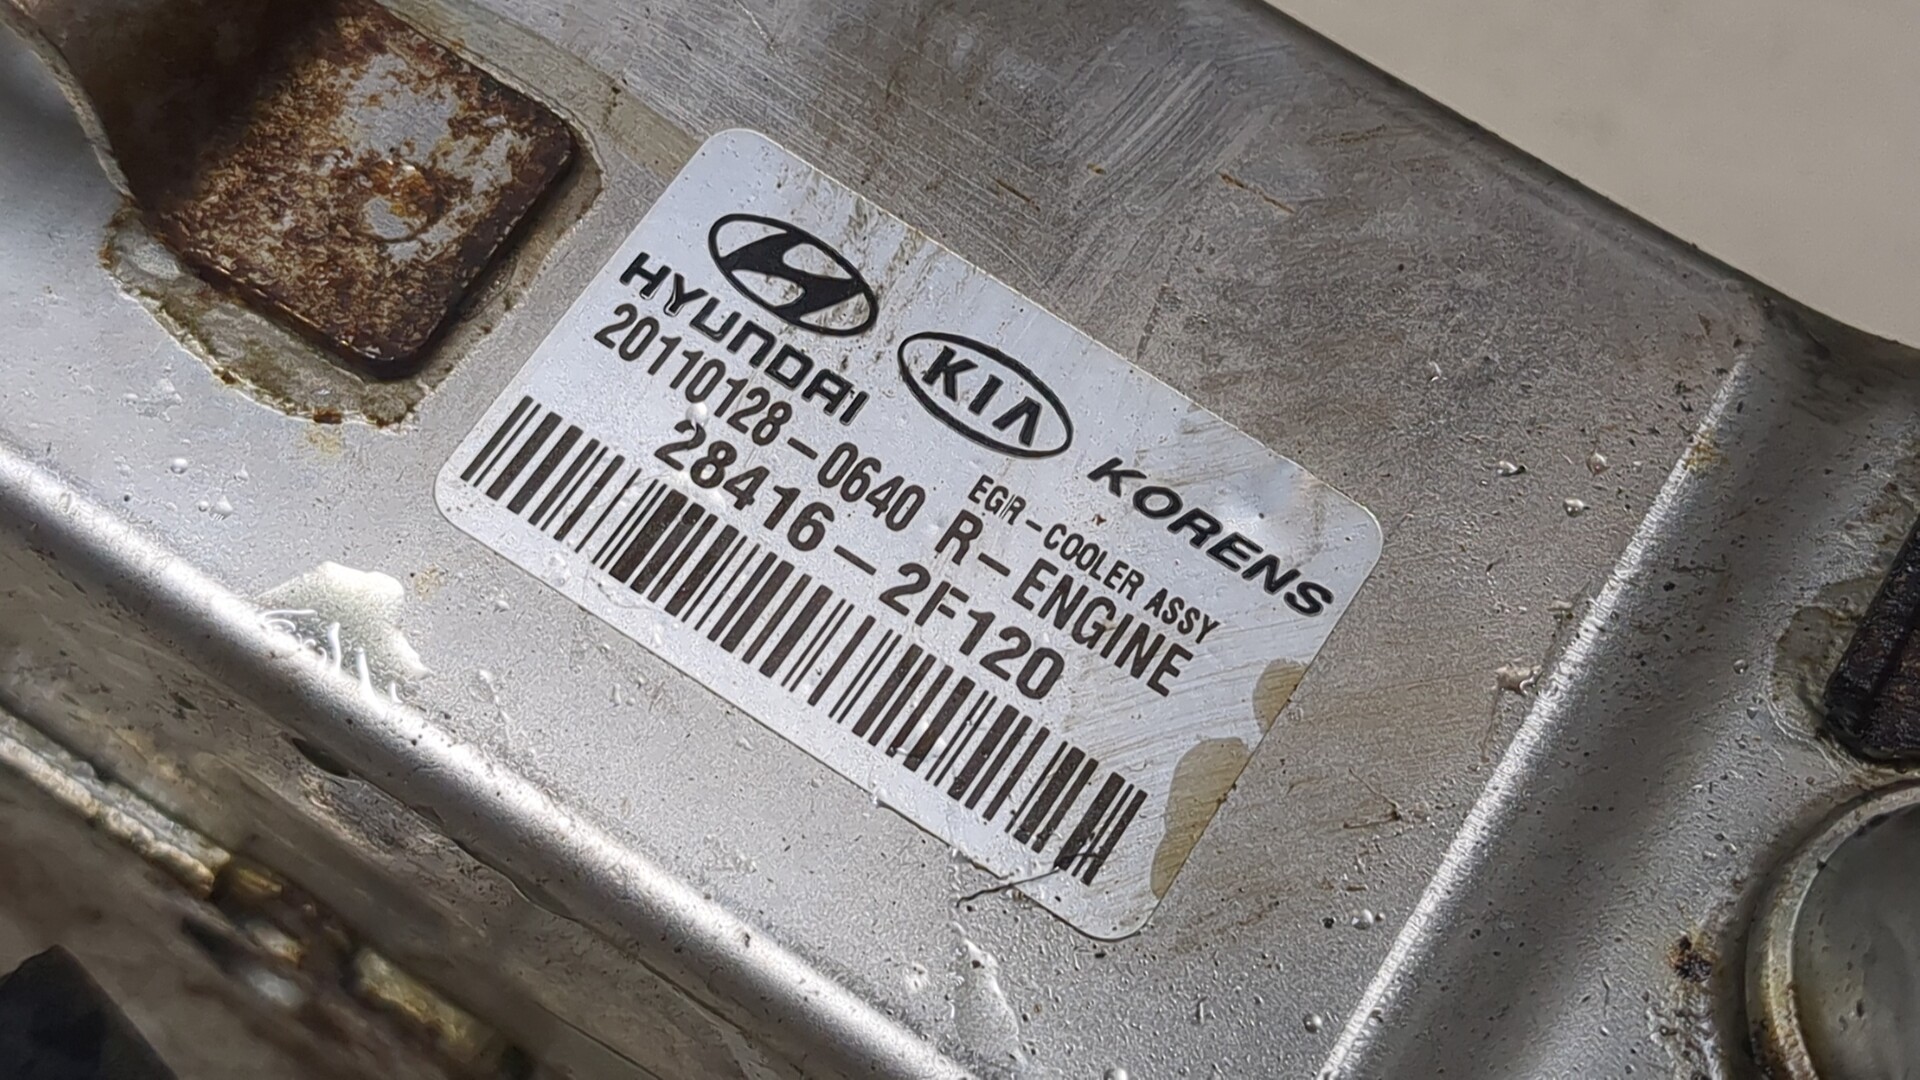 HYUNDAI KIA KORENS
EGR-COOLER ASSY
20110128-0640 R-ENGINE
28416-2F120